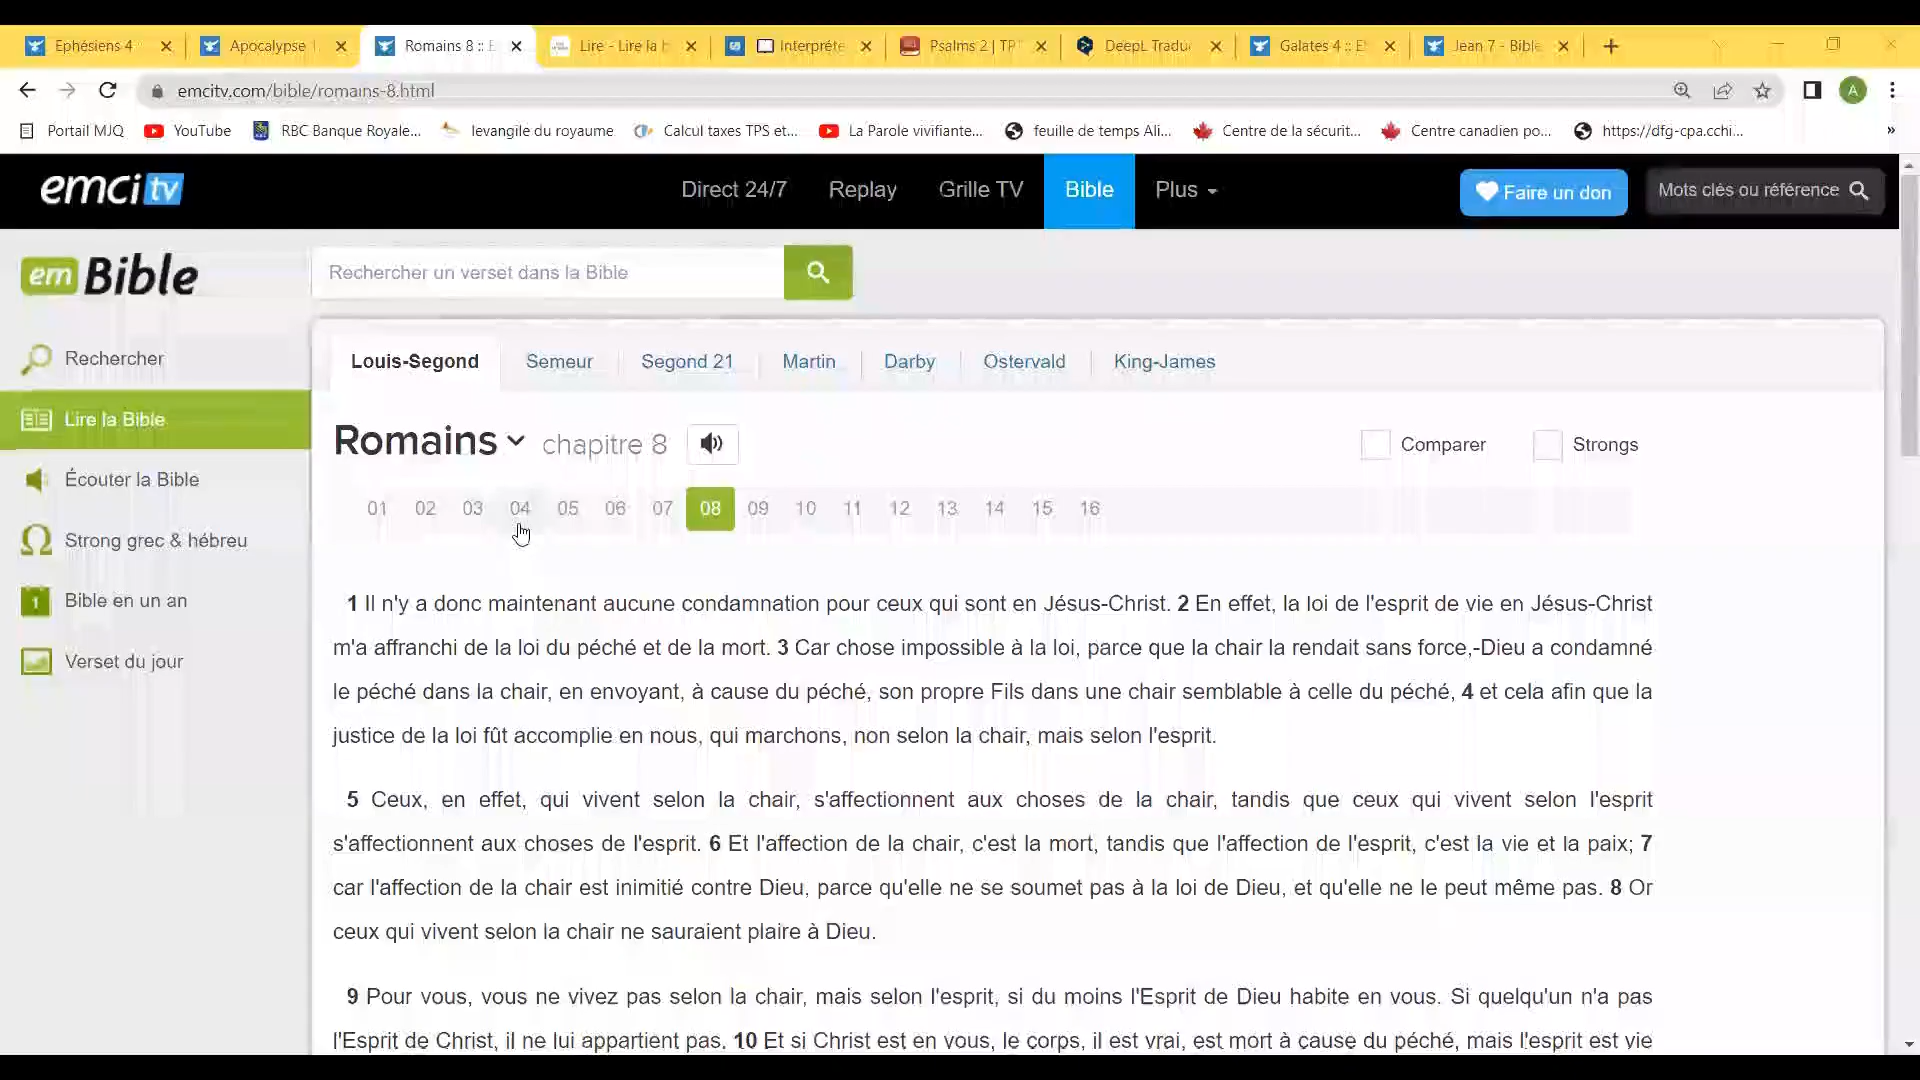 Ephésiens 4
Apocalypse
Romains 8 :: E
Lire - Lire la
Interpréte
Psalms 2 | TP
DeepL Tradu
Galates 4 :: E
Jean 7 - Bible
emcitv.com/bible/romains-8.html
A
Portail MJQ
YouTube
RBC Banque Royale...
levangile du royaume
Calcul taxes TPS et...
La Parole vivifiante...
feuille de temps Ali...
Centre de la sécurit...
Centre canadien po...
https://dfg-cpa.cchi...
»
emci tv
Direct 24/7
Replay
Grille TV
Bible
Plus
Faire un don
Mots clés ou référence
em Bible
Rechercher un verset dans la Bible
Rechercher
Lire la Bible
Écouter la Bible
Strong grec & hébreu
Bible en un an
Verset du jour
Louis-Segond
Semeur
Segond 21
Martin
Darby
Ostervald
King-James
Romains chapitre 8
Comparer
Strongs
01 02 03 04 05 06 07 08 09 10 11 12 13 14 15 16
1 Il n'y a donc maintenant aucune condamnation pour ceux qui sont en Jésus-Christ. 2 En effet, la loi de l'esprit de vie en Jésus-Christ
m'a affranchi de la loi du péché et de la mort. 3 Car chose impossible à la loi, parce que la chair la rendait sans force,-Dieu a condamné
le péché dans la chair, en envoyant, à cause du péché, son propre Fils dans une chair semblable à celle du péché, 4 et cela afin que la
justice de la loi fût accomplie en nous, qui marchons, non selon la chair, mais selon l'esprit.
5 Ceux, en effet, qui vivent selon la chair, s'affectionnent aux choses de la chair, tandis que ceux qui vivent selon l'esprit
s'affectionnent aux choses de l'esprit. 6 Et l'affection de la chair, c'est la mort, tandis que l'affection de l'esprit, c'est la vie et la paix; 7
car l'affection de la chair est inimitié contre Dieu, parce qu'elle ne se soumet pas à la loi de Dieu, et qu'elle ne le peut même pas. 8 Or
ceux qui vivent selon la chair ne sauraient plaire à Dieu.
9 Pour vous, vous ne vivez pas selon la chair, mais selon l'esprit, si du moins l'Esprit de Dieu habite en vous. Si quelqu'un n'a pas
l'Esprit de Christ, il ne lui appartient pas. 10 Et si Christ est en vous, le corps, il est vrai, est mort à cause du péché, mais l'esprit est vie